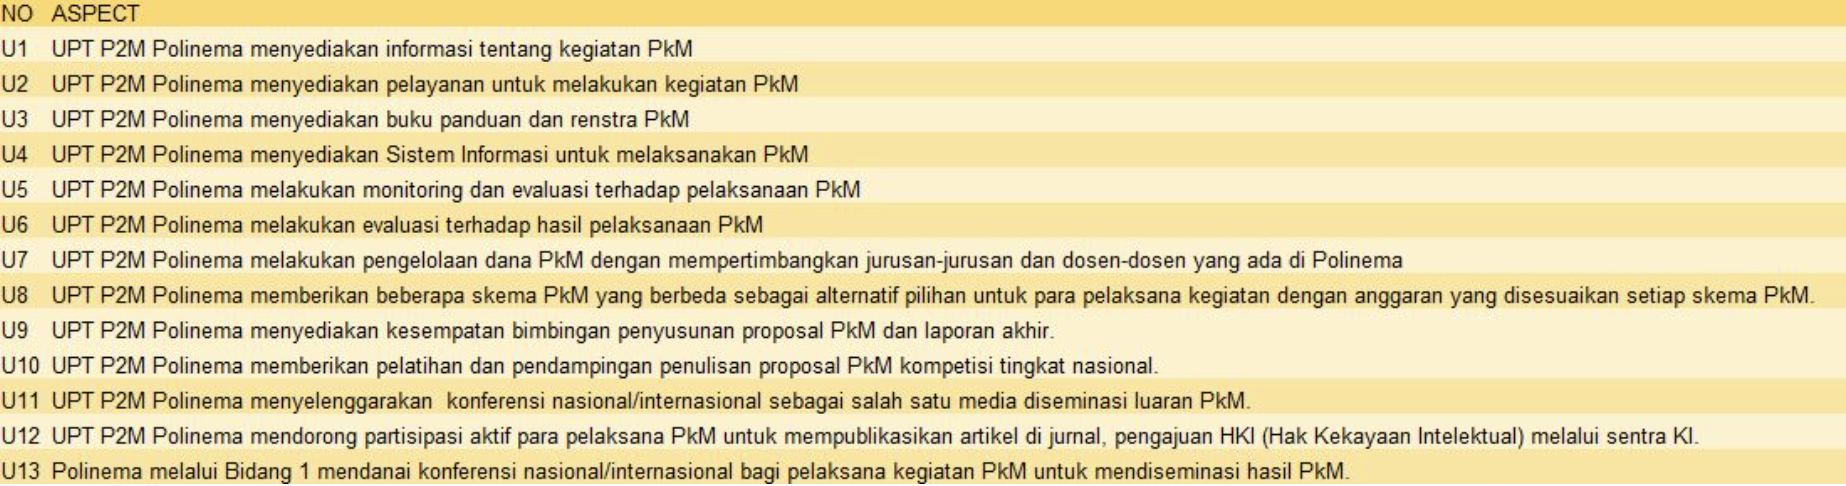 NO ASPECT
U1 UPT P2M Polinema menyediakan informasi tentang kegiatan PkM
U2 UPT P2M Polinema menyediakan pelayanan untuk melakukan kegiatan PkM
U3 UPT P2M Polinema menyediakan buku panduan dan renstra PkM
U4 UPT P2M Polinema menyediakan Sistem Informasi untuk melaksanakan PkM
U5 UPT P2M Polinema melakukan monitoring dan evaluasi terhadap pelaksanaan PkM
U6 UPT P2M Polinema melakukan evaluasi terhadap hasil pelaksanaan PkM
U7 UPT P2M Polinema melakukan pengelolaan dana PkM dengan mempertimbangkan jurusan-jurusan dan dosen-dosen yang ada di Polinema
U8 UPT P2M Polinema memberikan beberapa skema PkM yang berbeda sebagai alternatif pilihan untuk para pelaksana kegiatan dengan anggaran yang disesuaikan setiap skema PkM.
U9 UPT P2M Polinema menyediakan kesempatan bimbingan penyusunan proposal PkM dan laporan akhir.
U10 UPT P2M Polinema memberikan pelatihan dan pendampingan penulisan proposal PkM kompetisi tingkat nasional.
U11 UPT P2M Polinema menyelenggarakan konferensi nasional/internasional sebagai salah satu media diseminasi luaran PkM.
U12 UPT P2M Polinema mendorong partisipasi aktif para pelaksana PkM untuk mempublikasikan artikel di jurnal, pengajuan HKI (Hak Kekayaan Intelektual) melalui sentra KI.
U13 Polinema melalui Bidang 1 mendanai konferensi nasional/internasional bagi pelaksana kegiatan PkM untuk mendiseminasi hasil PkM.